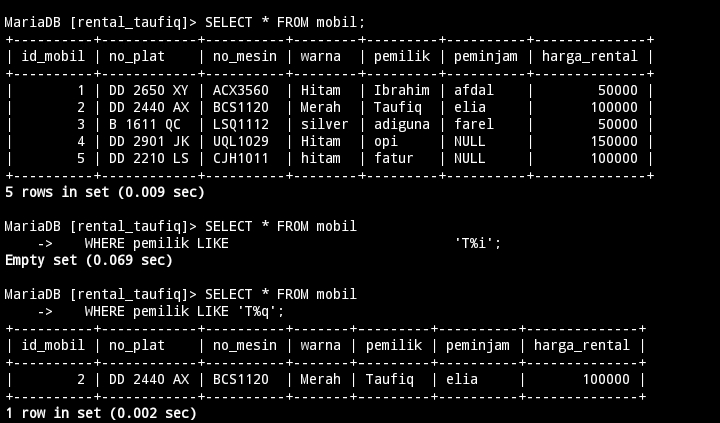 MariaDB [rental_taufiq]> SELECT * FROM mobil;
+----------+------------+----------+--------+---------+----------+--------------+
| id_mobil | no_plat    | no_mesin | warna  | pemilik | peminjam | harga_rental |
+----------+------------+----------+--------+---------+----------+--------------+
|        1 | DD 2650 XY | ACX3560  | Hitam  | Ibrahim | afdal    |        50000 |
|        2 | DD 2440 AX | BCS1120  | Merah  | Taufiq  | elia     |       100000 |
|        3 | B 1611 QC  | LSQ1112  | silver | adiguna | farel    |        50000 |
|        4 | DD 2901 JK | UQL1029  | Hitam  | opi     | NULL     |       150000 |
|        5 | DD 2210 LS | CJH1011  | hitam  | fatur   | NULL     |       100000 |
+----------+------------+----------+--------+---------+----------+--------------+
5 rows in set (0.009 sec)
MariaDB [rental_taufiq]> SELECT * FROM mobil
    ->    WHERE pemilik LIKE                            'T%i';
Empty set (0.069 sec)
MariaDB [rental_taufiq]> SELECT * FROM mobil
    ->    WHERE pemilik LIKE 'T%q';
+----------+------------+----------+-------+---------+----------+--------------+
| id_mobil | no_plat    | no_mesin | warna | pemilik | peminjam | harga_rental |
+----------+------------+----------+-------+---------+----------+--------------+
|        2 | DD 2440 AX | BCS1120  | Merah | Taufiq  | elia     |       100000 |
+----------+------------+----------+-------+---------+----------+--------------+
1 row in set (0.002 sec)